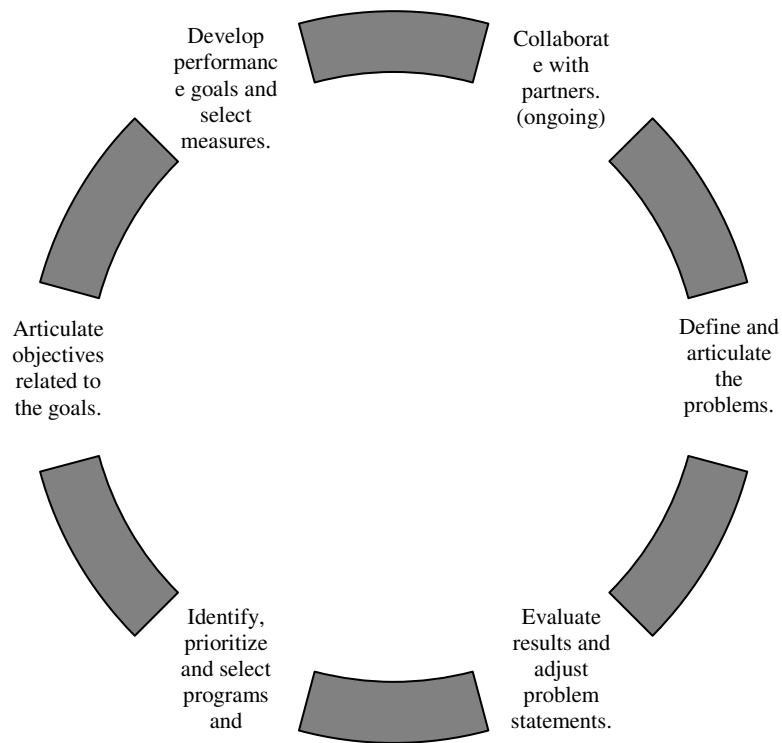 Develop
performanc
e goals and
select
measures.
Collaborat
e with
partners.
(ongoing)
Define and
articulate
the
problems.
Evaluate
results and
adjust
problem
statements.
Identify,
prioritize
and select
programs
and
Articulate
objectives
related to
the goals.